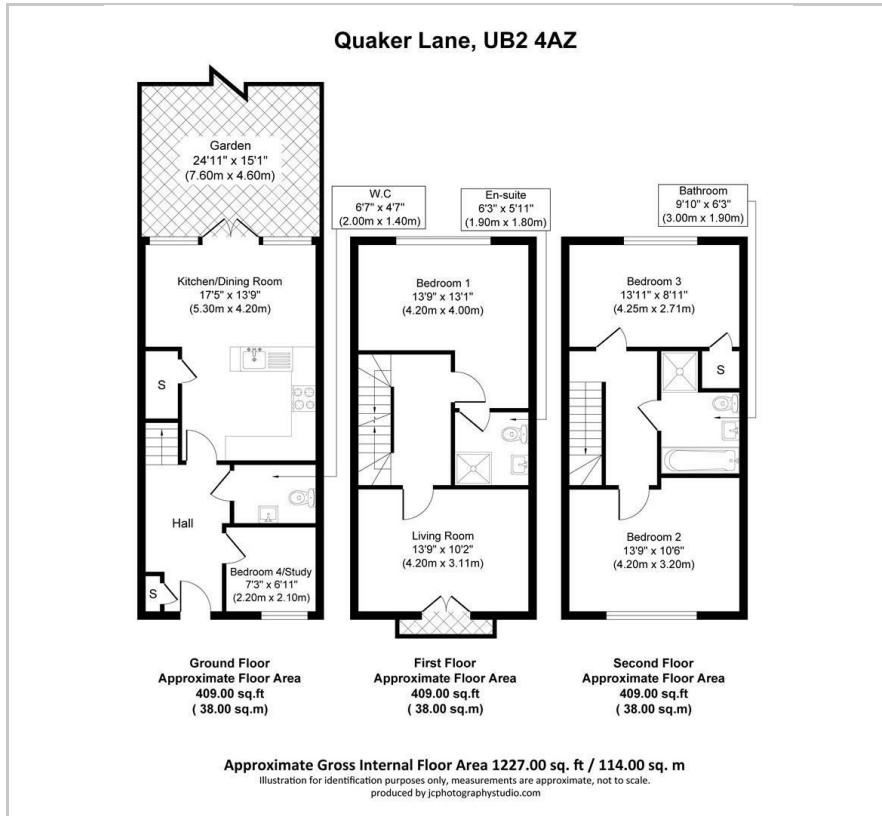 Quaker Lane, UB2 4AZ
Garden
24'11" x 15'1"
(7.60m x 4.60m)
W.C
6'7" x 4'7"
(2.00m x 1.40m)
En-suite
6'3" x 5'11"
(1.90m x 1.80m)
Bathroom
9'10" x 6'3"
(3.00m x 1.90m)
Kitchen/Dining Room
17'5" x 13'9"
(5.30m x 4.20m)
Bedroom 1
13'9" x 13'1"
(4.20m x 4.00m)
Bedroom 3
13'11" x 8'11"
(4.25m x 2.71m)
S
S
Hall
Living Room
13'9" x 10'2"
(4.20m x 3.11m)
Bedroom 2
13'9" x 10'6"
(4.20m x 3.20m)
Bedroom 4/Study
7'3" x 6'11"
(2.20m x 2.10m)
S
Ground Floor
Approximate Floor Area
409.00 sq.ft
( 38.00 sq.m)
First Floor
Approximate Floor Area
409.00 sq.ft
( 38.00 sq.m)
Second Floor
Approximate Floor Area
409.00 sq.ft
( 38.00 sq.m)
Approximate Gross Internal Floor Area 1227.00 sq. ft / 114.00 sq. m
Illustration for identification purposes only, measurements are approximate, not to scale.
produced by jcphotographystudio.com